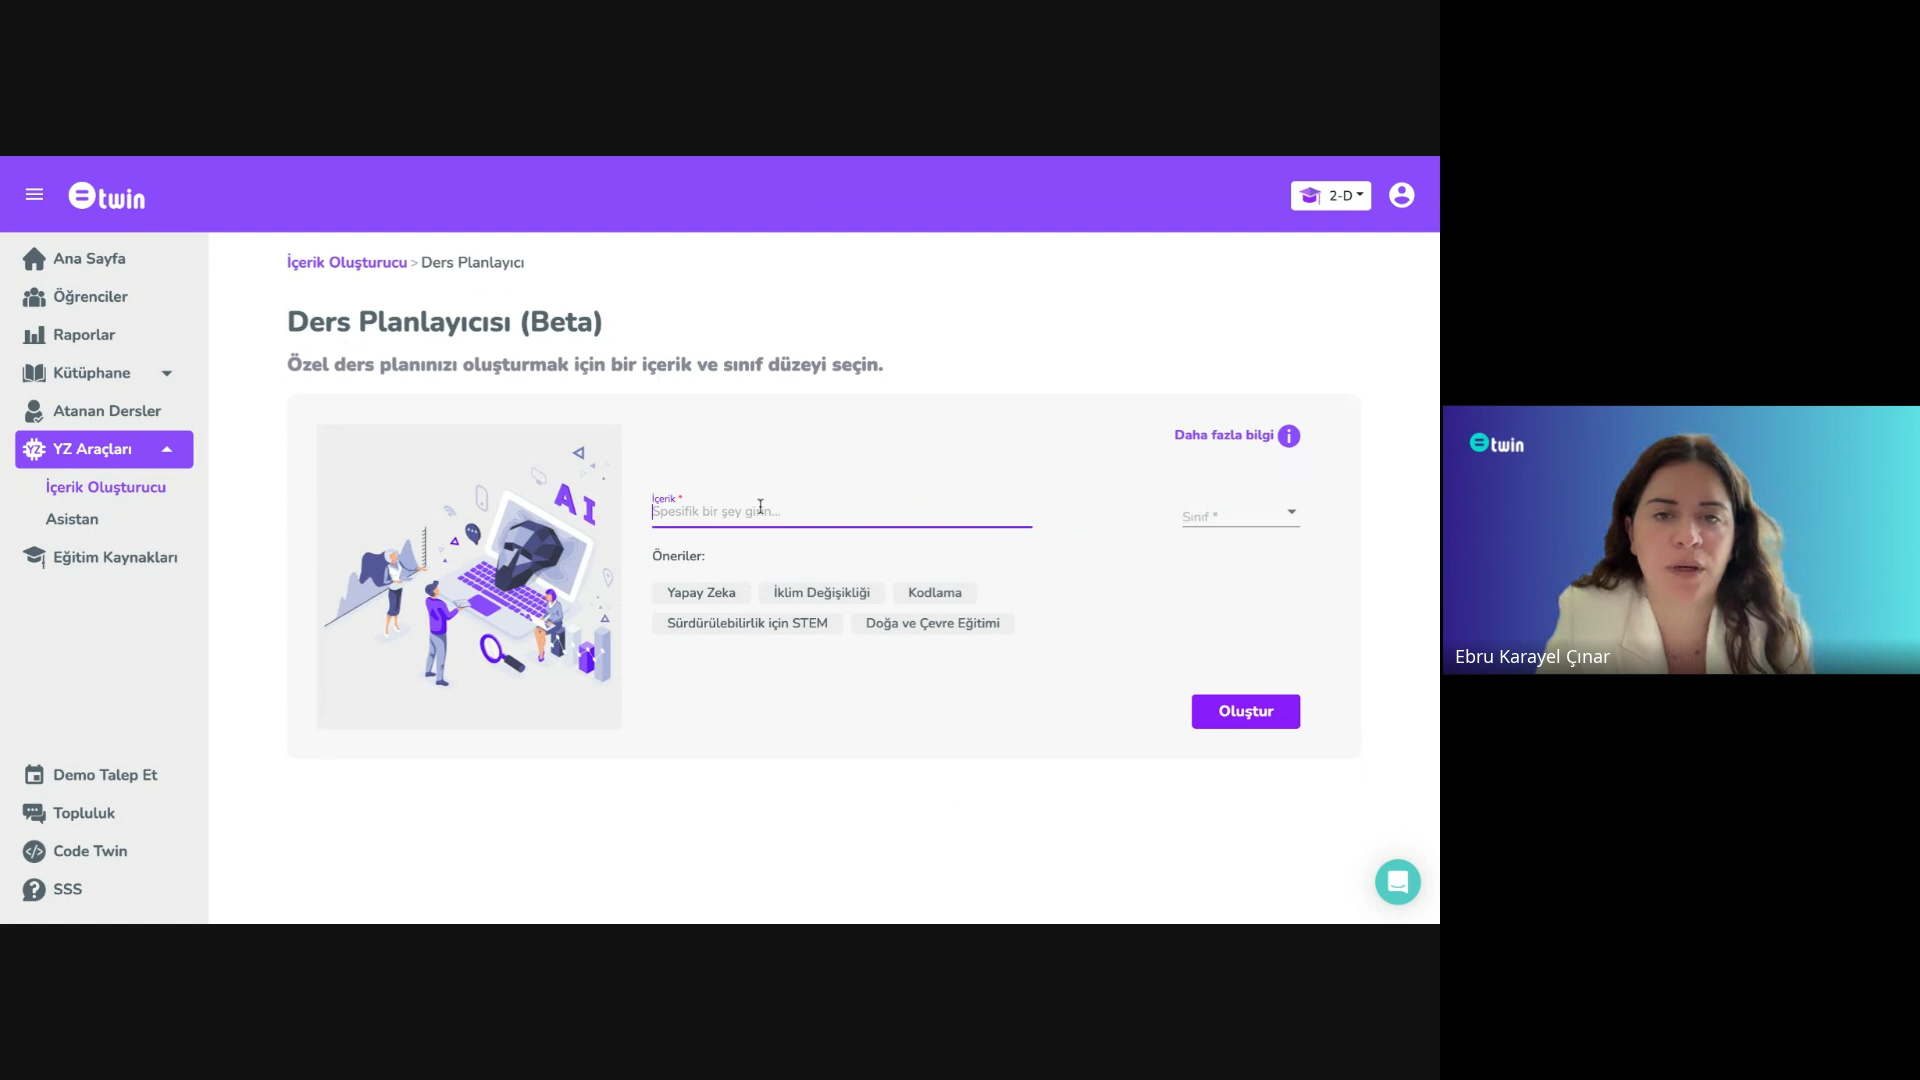 twin
2-D
Ana Sayfa
Öğrenciler
Raporlar
Kütüphane
Atanan Dersler
YZ
YZ Araçları
İçerik Oluşturucu
Asistan
Eğitim Kaynakları
Demo Talep Et
Topluluk
Code Twin
SSS
İçerik Oluşturucu > Ders Planlayıcı
Ders Planlayıcısı (Beta)
Özel ders planınızı oluşturmak için bir içerik ve sınıf düzeyi seçin.
AI
Daha fazla bilgi i
İçerik *
Spesifik bir şey girin...
Sınıf *
Öneriler:
Yapay Zeka
İklim Değişikliği
Kodlama
Sürdürülebilirlik için STEM
Doğa ve Çevre Eğitimi
Oluştur
twin
Ebru Karayel Çınar